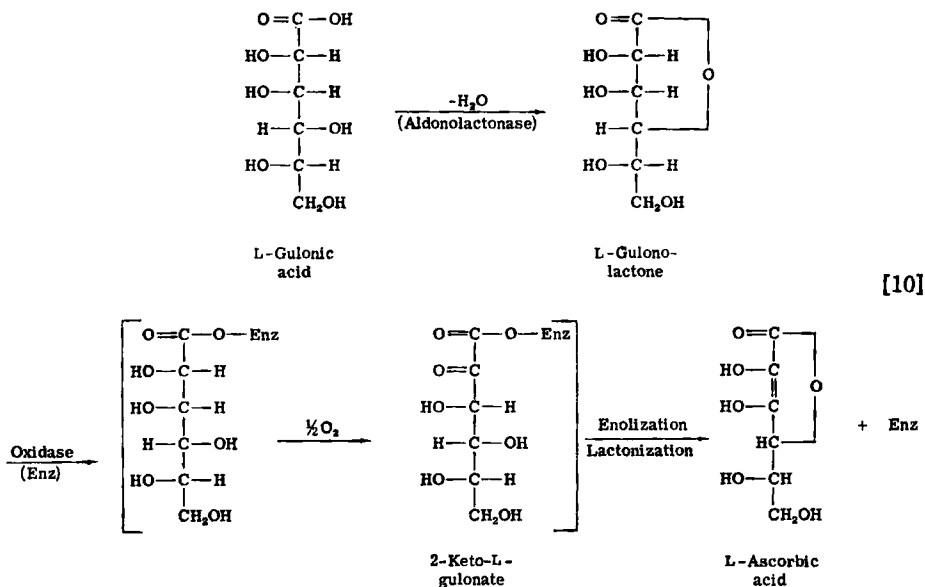 O=C—OH
HO—C—H
HO—C—H
H—C—OH
HO—C—H
CH₂OH
L-Gulonic
acid
-H₂O
(Aldonolactonase)
O=C
HO—C—H
O
HO—C—H
H—C
HO—C—H
CH₂OH
L-Gulono-
lactone
[10]
Oxidase
(Enz)
O=C—O—Enz
HO—C—H
HO—C—H
H—C—OH
HO—C—H
CH₂OH
½O₂
O=C—O—Enz
O=C
HO—C—H
H—C—OH
HO—C—H
CH₂OH
2-Keto-L-
gulonate
Enolization
Lactonization
O=C
HO—C
O
HO—C
HC
HO—CH
CH₂OH
L-Ascorbic
acid
+ Enz